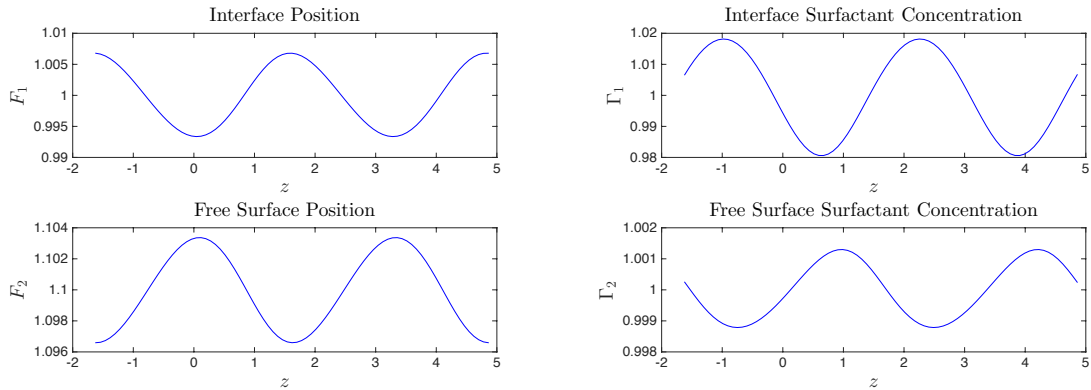 Interface Position
1.01
1.005
1
0.995
0.99
F₁
-2 -1 0 1 2 3 4 5
z
Interface Surfactant Concentration
1.02
1.01
1
0.99
0.98
Γ₁
-2 -1 0 1 2 3 4 5
z
Free Surface Position
1.104
1.102
1.1
1.098
1.096
F₂
-2 -1 0 1 2 3 4 5
z
Free Surface Surfactant Concentration
1.002
1.001
1
0.999
0.998
Γ₂
-2 -1 0 1 2 3 4 5
z